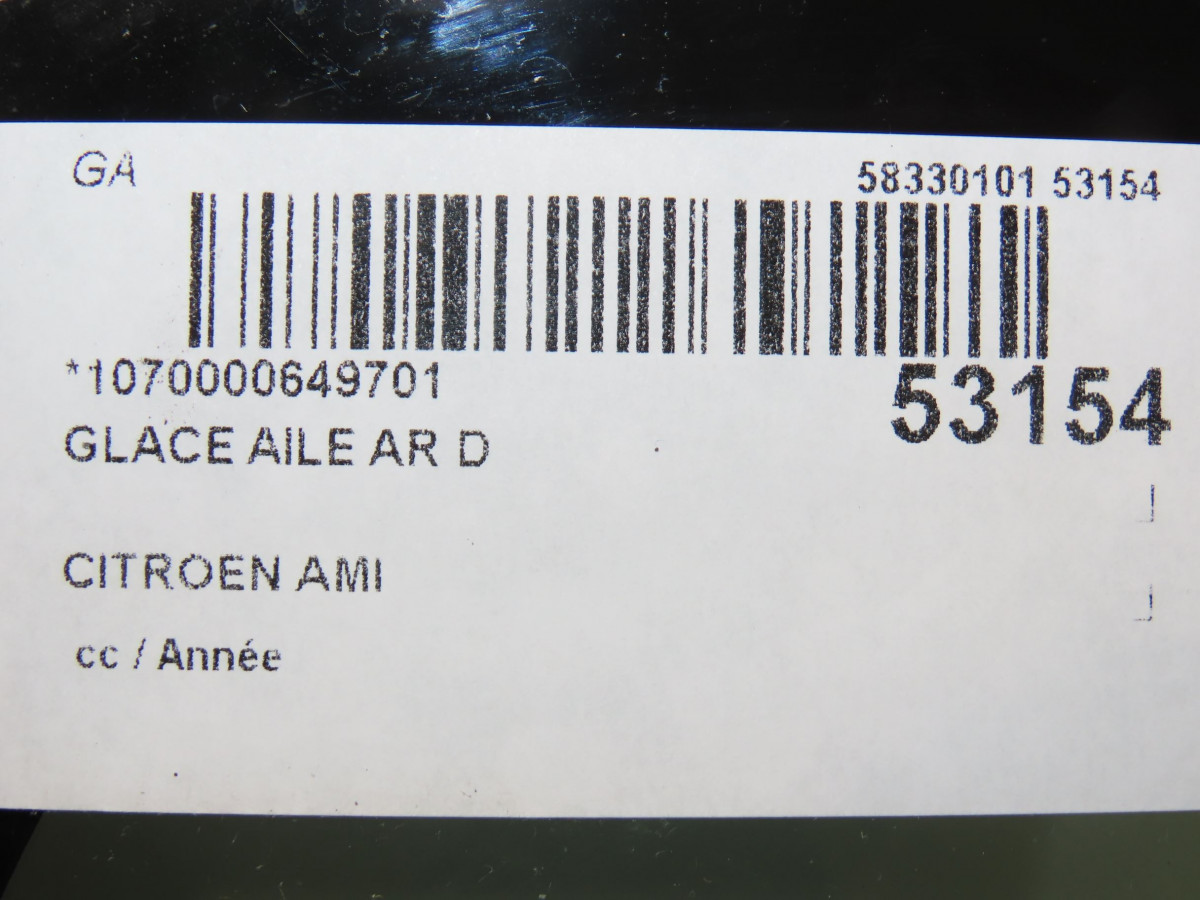 GA
58330101 53154
*1070000649701
53154
GLACE AILE AR D
CITROEN AMI
cc / Année